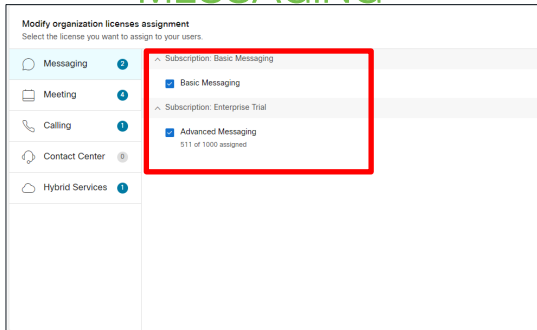 MESSAGING
Modify organization licenses assignment
Select the license you want to assign to your users.
Messaging 2
Meeting 4
Calling 1
Contact Center 0
Hybrid Services 1
Subscription: Basic Messaging
Basic Messaging
Subscription: Enterprise Trial
Advanced Messaging
511 of 1000 assigned